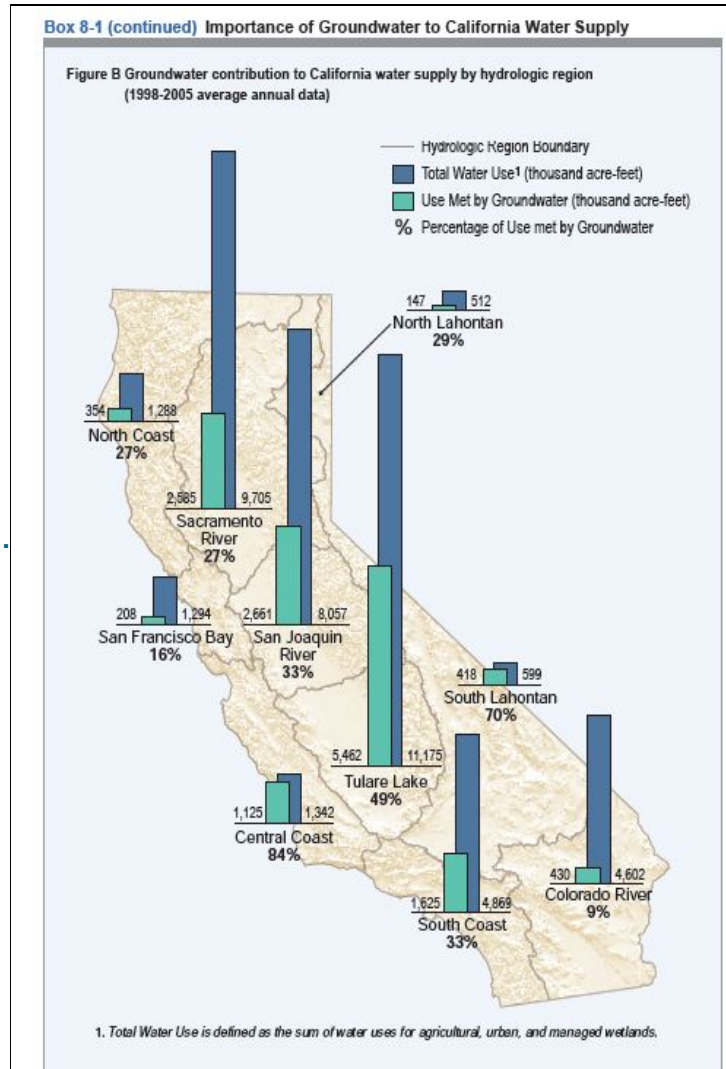 Box 8-1 (continued) Importance of Groundwater to California Water Supply
Figure B Groundwater contribution to California water supply by hydrologic region
(1998-2005 average annual data)
Hydrologic Region Boundary
Total Water Use1 (thousand acre-feet)
Use Met by Groundwater (thousand acre-feet)
% Percentage of Use met by Groundwater
147 512
North Lahontan
29%
354 1,288
North Coast
27%
2,585 9,705
Sacramento
River
27%
208 1,294
San Francisco Bay
16%
2,661 8,057
San Joaquin
River
33%
418 599
South Lahontan
70%
5,462 11,175
Tulare Lake
49%
1,125 1,342
Central Coast
84%
430 4,602
Colorado River
9%
1,625 4,869
South Coast
33%
1. Total Water Use is defined as the sum of water uses for agricultural, urban, and managed wetlands.